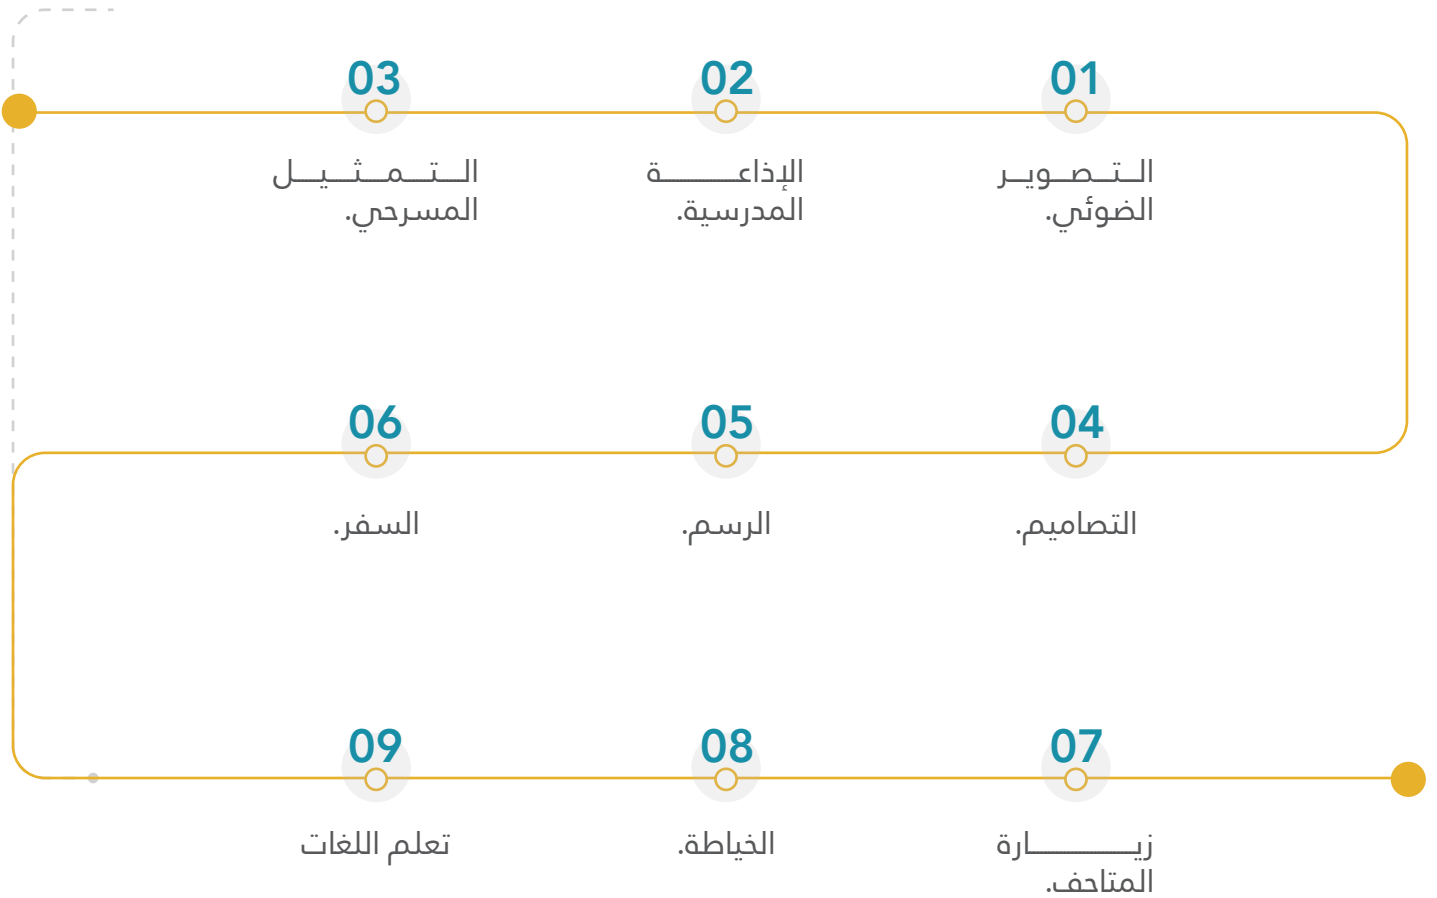 01
التصوير
الضوئي.
02
الإذاعة
المدرسية.
03
التمثيل
المسرحي.
04
التصاميم.
05
الرسم.
06
السفر.
07
زيارة
المتاحف.
08
الخياطة.
09
تعلم اللغات